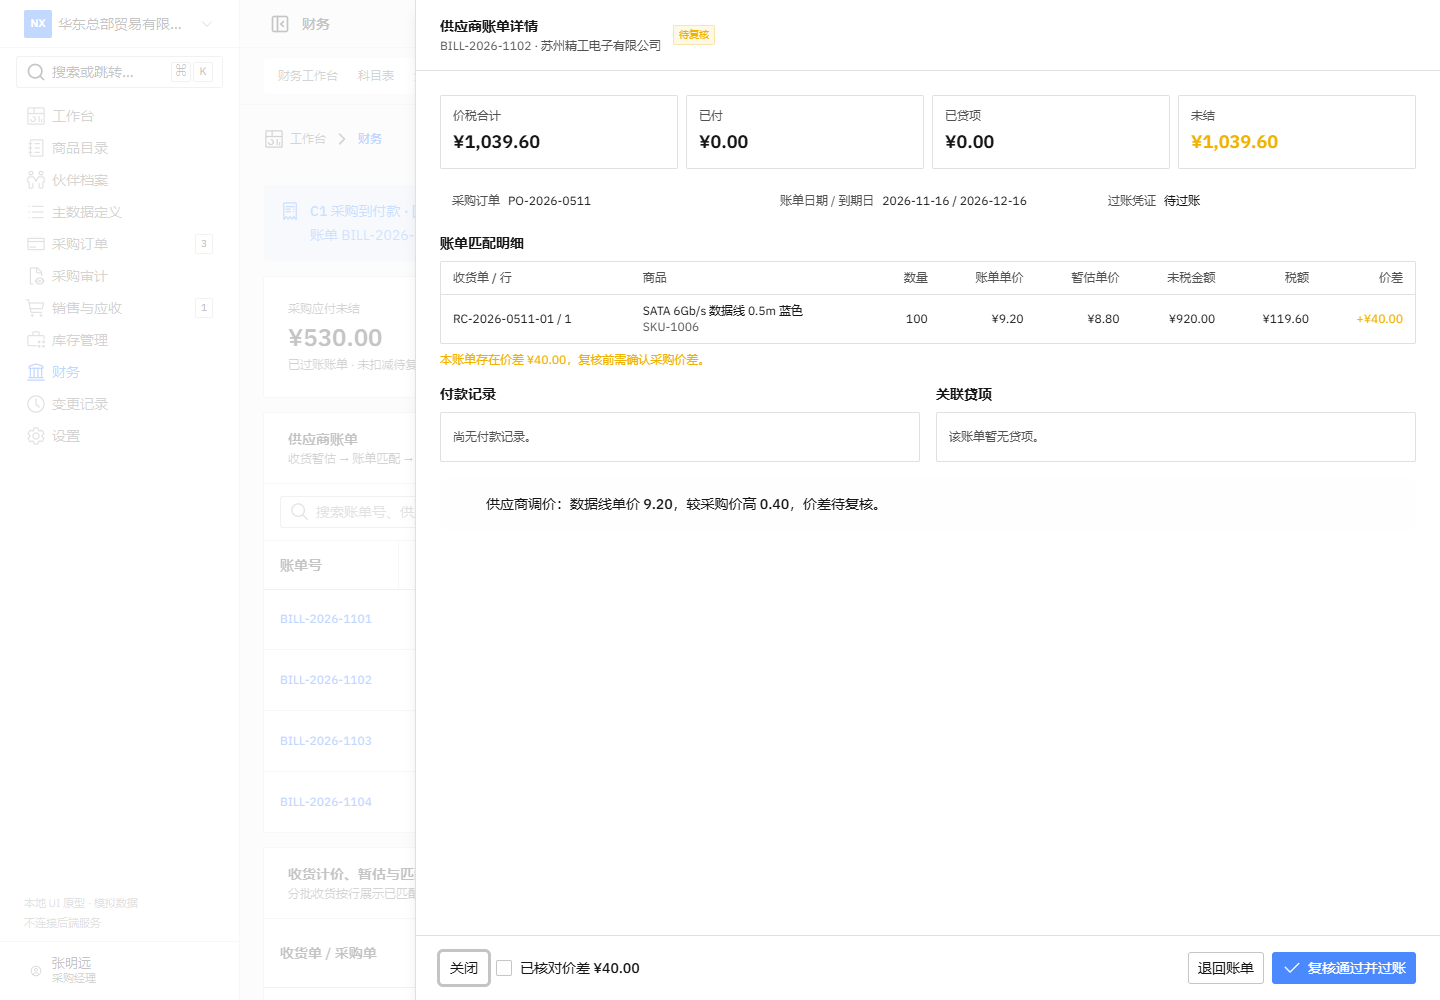 NX 华东总部贸易有限...
搜索或跳转... ⌘ K
工作台
商品目录
伙伴档案
主数据定义
采购订单 3
采购审计
销售与应收 1
库存管理
财务
变更记录
设置
本地 UI 原型 · 模拟数据
不连接后端服务
张明远
采购经理
财务
财务工作台 科目表
工作台 财务
C1 采购到付款 ·
账单 BILL-2026-
采购应付未结
¥530.00
已过账账单 · 未扣减待复
供应商账单
收货暂估 → 账单匹配 →
搜索账单号、供
账单号
BILL-2026-1101
BILL-2026-1102
BILL-2026-1103
BILL-2026-1104
收货计价、暂估与匹
分批收货按行展示已匹配
收货单 / 采购单
供应商账单详情
BILL-2026-1102 · 苏州精工电子有限公司
待复核
价税合计
¥1,039.60
已付
¥0.00
已贷项
¥0.00
未结
¥1,039.60
采购订单 PO-2026-0511
账单日期 / 到期日 2026-11-16 / 2026-12-16
过账凭证 待过账
账单匹配明细
收货单 / 行 商品 数量 账单单价 暂估单价 未税金额 税额 价差
RC-2026-0511-01 / 1 SATA 6Gb/s 数据线 0.5m 蓝色 100 ¥9.20 ¥8.80 ¥920.00 ¥119.60 +¥40.00
SKU-1006
本账单存在价差 ¥40.00，复核前需确认采购价差。
付款记录
尚无付款记录。
关联贷项
该账单暂无贷项。
供应商调价：数据线单价 9.20，较采购价高 0.40，价差待复核。
关闭 已核对价差 ¥40.00 退回账单 复核通过并过账